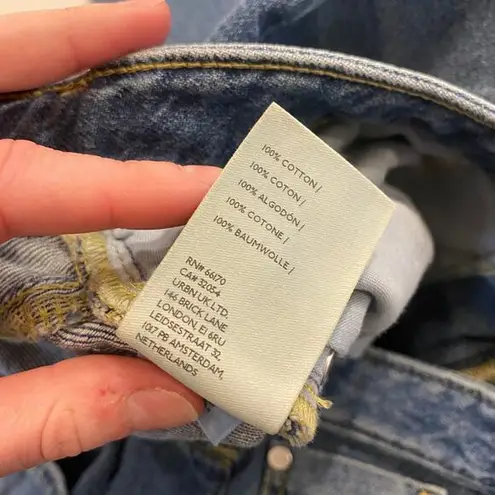 100% COTTON /
100% COTON /
100% ALGODÓN /
100% COTONE /
100% BAUMWOLLE /
RN# 66170
CA# 32054
URBN UK LTD.
146 BRICK LANE
LONDON, E1 6RU
LEIDSESTRAAT 32,
1017 PB AMSTERDAM,
NETHERLANDS